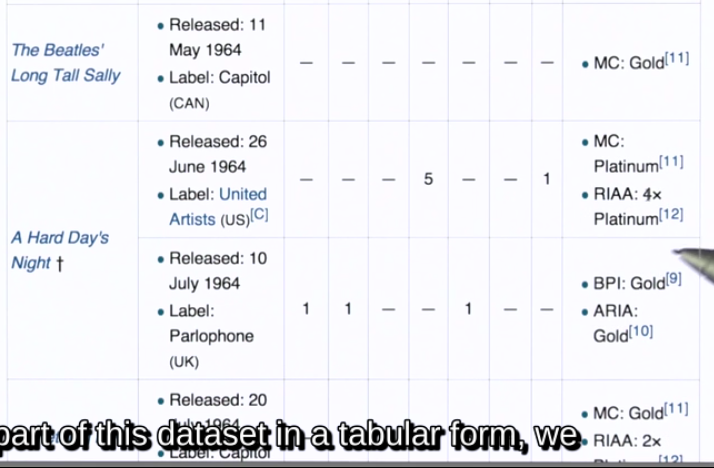 The Beatles'
Long Tall Sally
• Released: 11
May 1964
• Label: Capitol
(CAN)
— — — — — — —
• MC: Gold[11]
A Hard Day's
Night †
• Released: 26
June 1964
• Label: United
Artists (US)[C]
— — — 5 — — 1
• MC:
Platinum[11]
• RIAA: 4×
Platinum[12]
• Released: 10
July 1964
• Label:
Parlophone
(UK)
1 1 — — 1 — —
• BPI: Gold[9]
• ARIA:
Gold[10]
• Released: 20
July 1964
• Label: Capitol
• MC: Gold[11]
• RIAA: 2×
part of this dataset in a tabular form, we